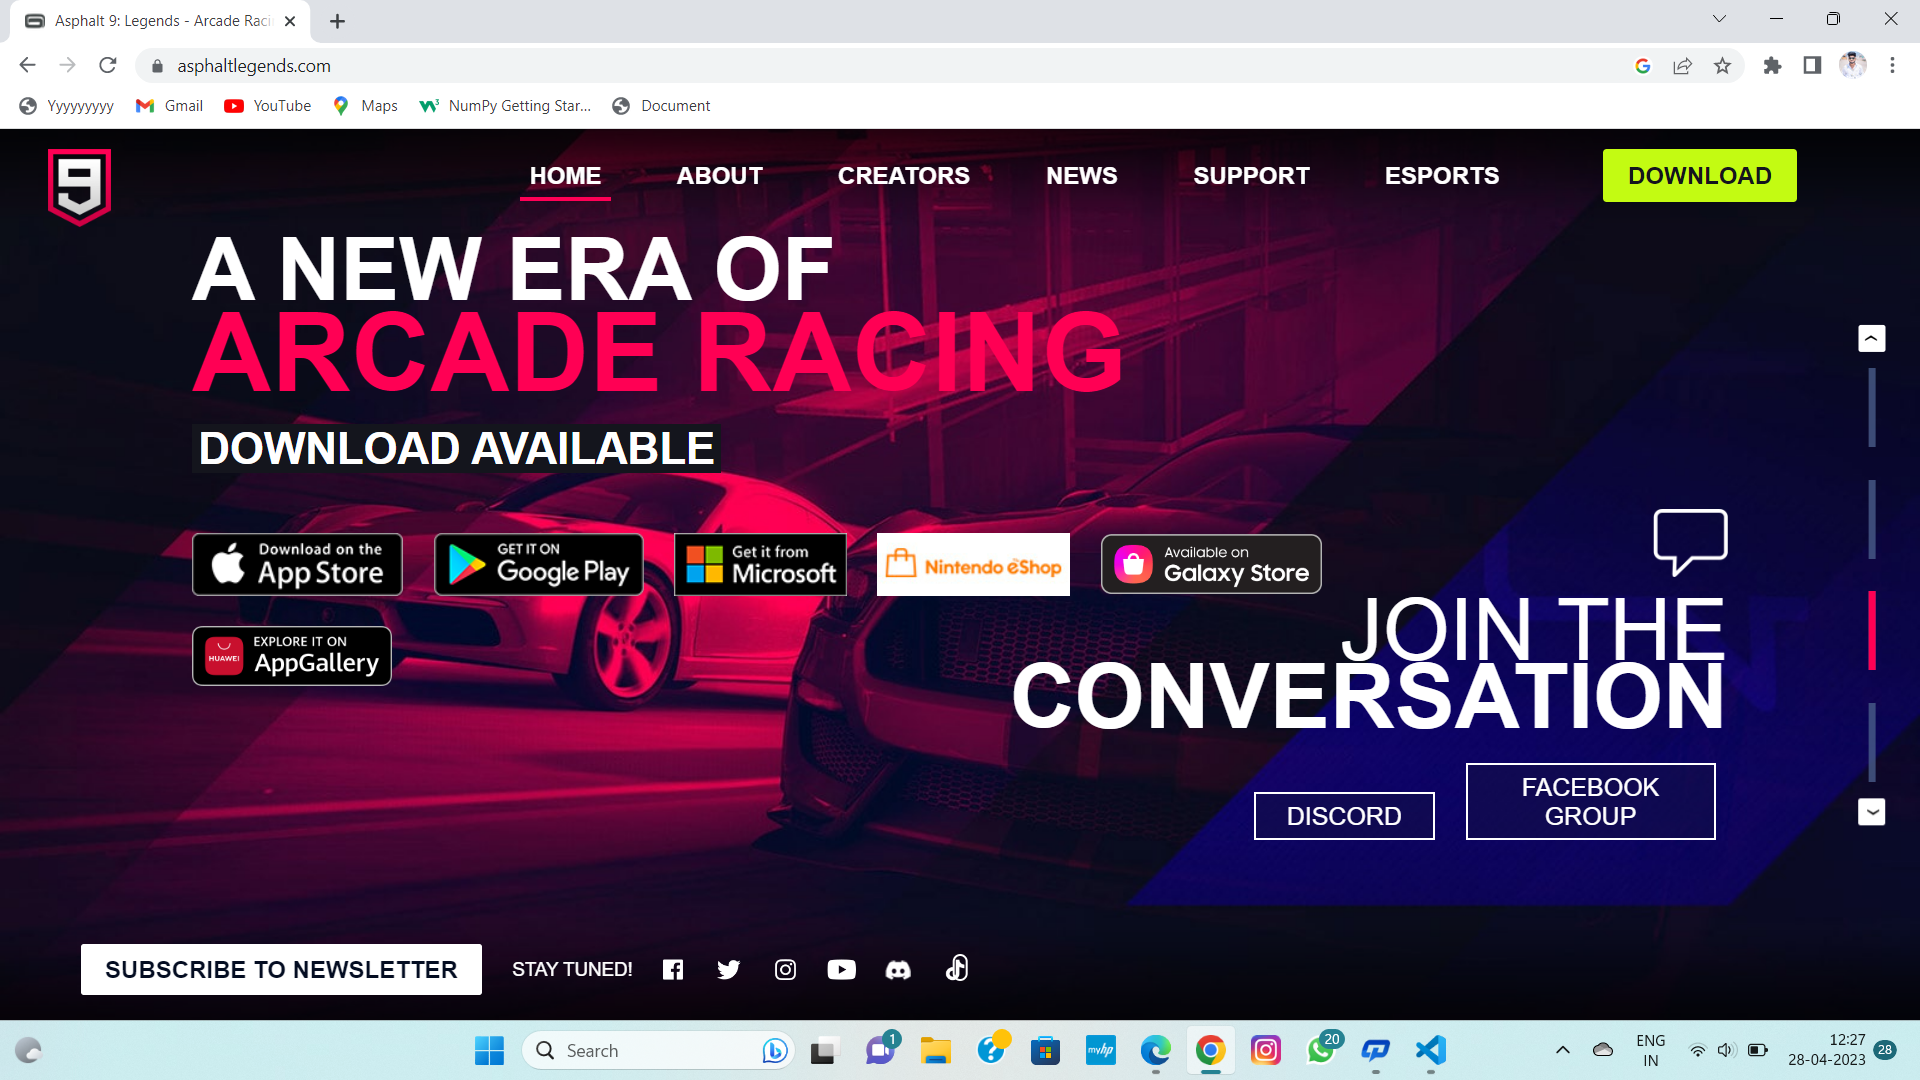 Asphalt 9: Legends - Arcade Raci
asphaltlegends.com
Yyyyyyyyy
Gmail
YouTube
Maps
NumPy Getting Star...
Document
9
HOME
ABOUT
CREATORS
NEWS
SUPPORT
ESPORTS
DOWNLOAD
A NEW ERA OF
ARCADE RACING
DOWNLOAD AVAILABLE
Download on the
App Store
GET IT ON
Google Play
Get it from
Microsoft
Nintendo eShop
Available on
Galaxy Store
HUAWEI
EXPLORE IT ON
AppGallery
JOIN THE
CONVERSATION
DISCORD
FACEBOOK
GROUP
SUBSCRIBE TO NEWSLETTER
STAY TUNED!
Search
1
myhp
20
ENG
IN
12:27
28-04-2023
28